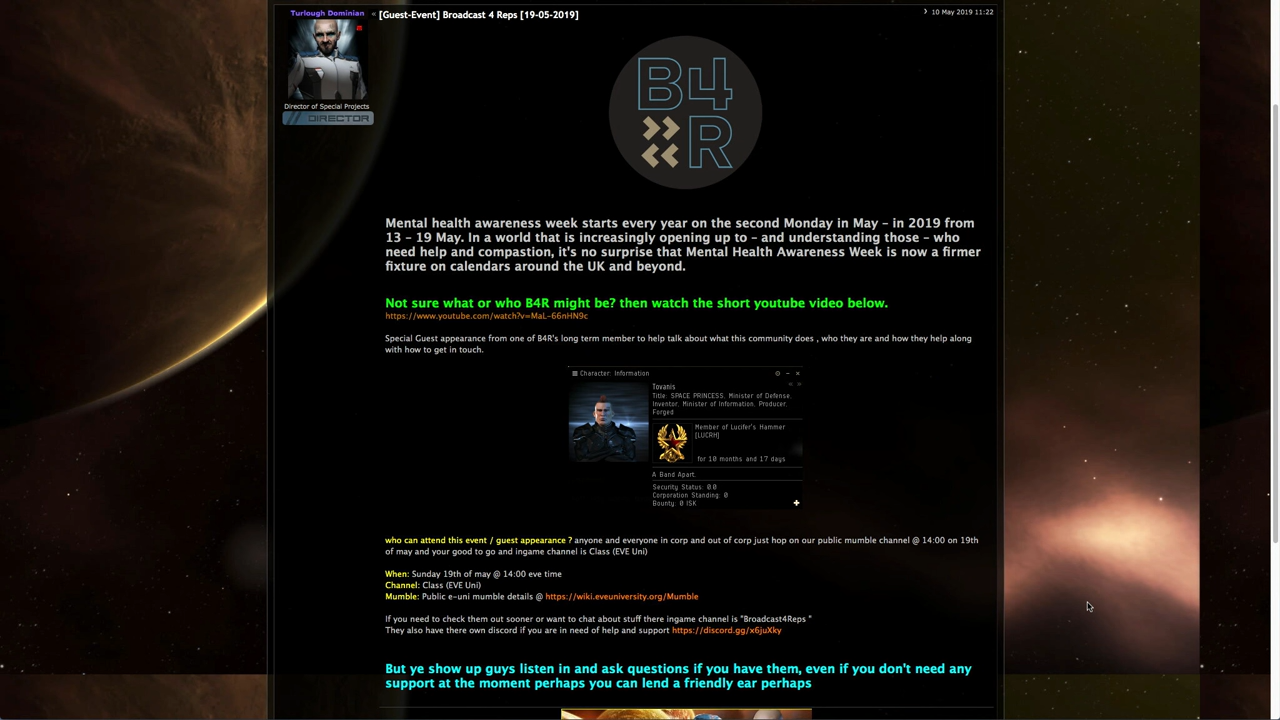 Turlough Dominian
« [Guest-Event] Broadcast 4 Reps [19-05-2019]
10 May 2019 11:22
Director of Special Projects
DIRECTOR
B4
R
Mental health awareness week starts every year on the second Monday in May – in 2019 from
13 – 19 May. In a world that is increasingly opening up to – and understanding those – who
need help and compastion, it's no surprise that Mental Health Awareness Week is now a firmer
fixture on calendars around the UK and beyond.
Not sure what or who B4R might be? then watch the short youtube video below.
https://www.youtube.com/watch?v=MaL-66nHN9c
Special Guest appearance from one of B4R's long term member to help talk about what this community does , who they are and how they help along
with how to get in touch.
Character: Information
Tovanis
Title: SPACE PRINCESS, Minister of Defense,
Inventor, Minister of Information, Producer,
Forged
Member of Lucifer's Hammer
[LUCRH]
for 10 months and 17 days
A Band Apart.
Security Status: 0.0
Corporation Standing: 0
Bounty: 0 ISK
who can attend this event / guest appearance ? anyone and everyone in corp and out of corp just hop on our public mumble channel @ 14:00 on 19th
of may and your good to go and ingame channel is Class (EVE Uni)
When: Sunday 19th of may @ 14:00 eve time
Channel: Class (EVE Uni)
Mumble: Public e-uni mumble details @ https://wiki.eveuniversity.org/Mumble
If you need to check them out sooner or want to chat about stuff there ingame channel is "Broadcast4Reps "
They also have there own discord if you are in need of help and support https://discord.gg/x6juXky
But ye show up guys listen in and ask questions if you have them, even if you don't need any
support at the moment perhaps you can lend a friendly ear perhaps